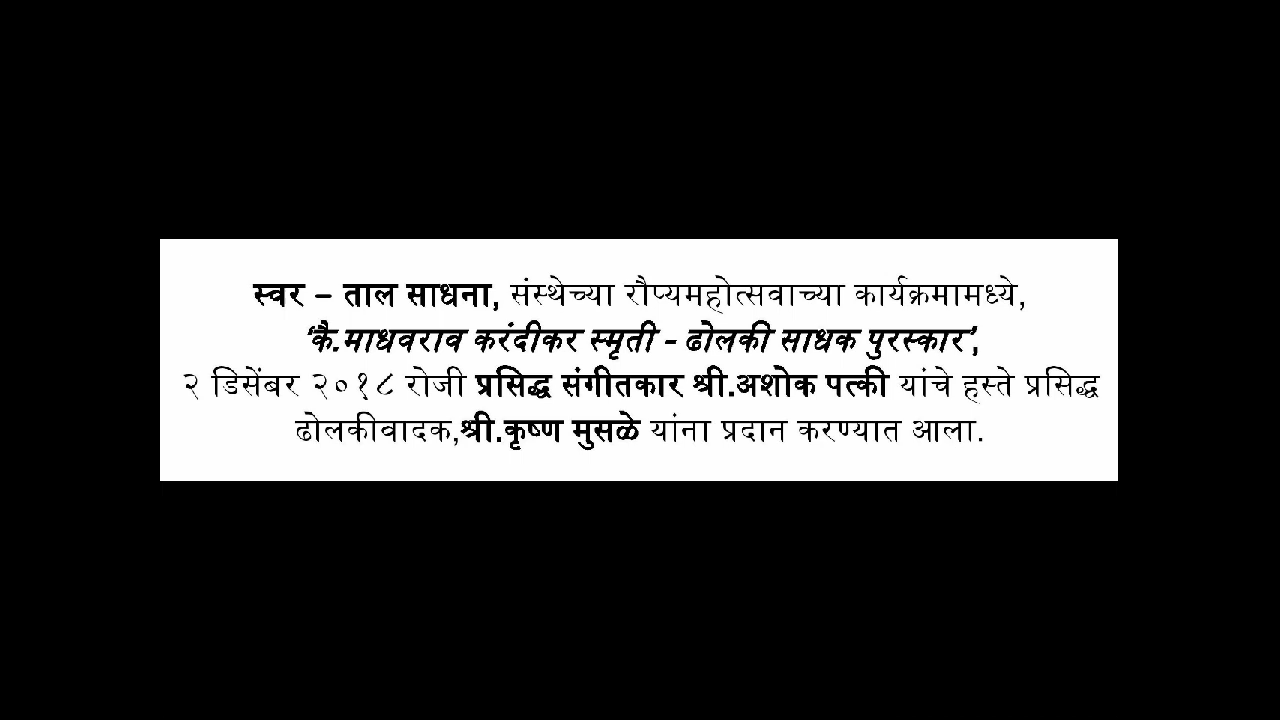 स्वर – ताल साधना, संस्थेच्या रौप्यमहोत्सवाच्या कार्यक्रमामध्ये,
‘कै.माधवराव करंदीकर स्मृती - ढोलकी साधक पुरस्कार’,
२ डिसेंबर २०१८ रोजी प्रसिद्ध संगीतकार श्री.अशोक पत्की यांचे हस्ते प्रसिद्ध
ढोलकीवादक,श्री.कृष्ण मुसळे यांना प्रदान करण्यात आला.